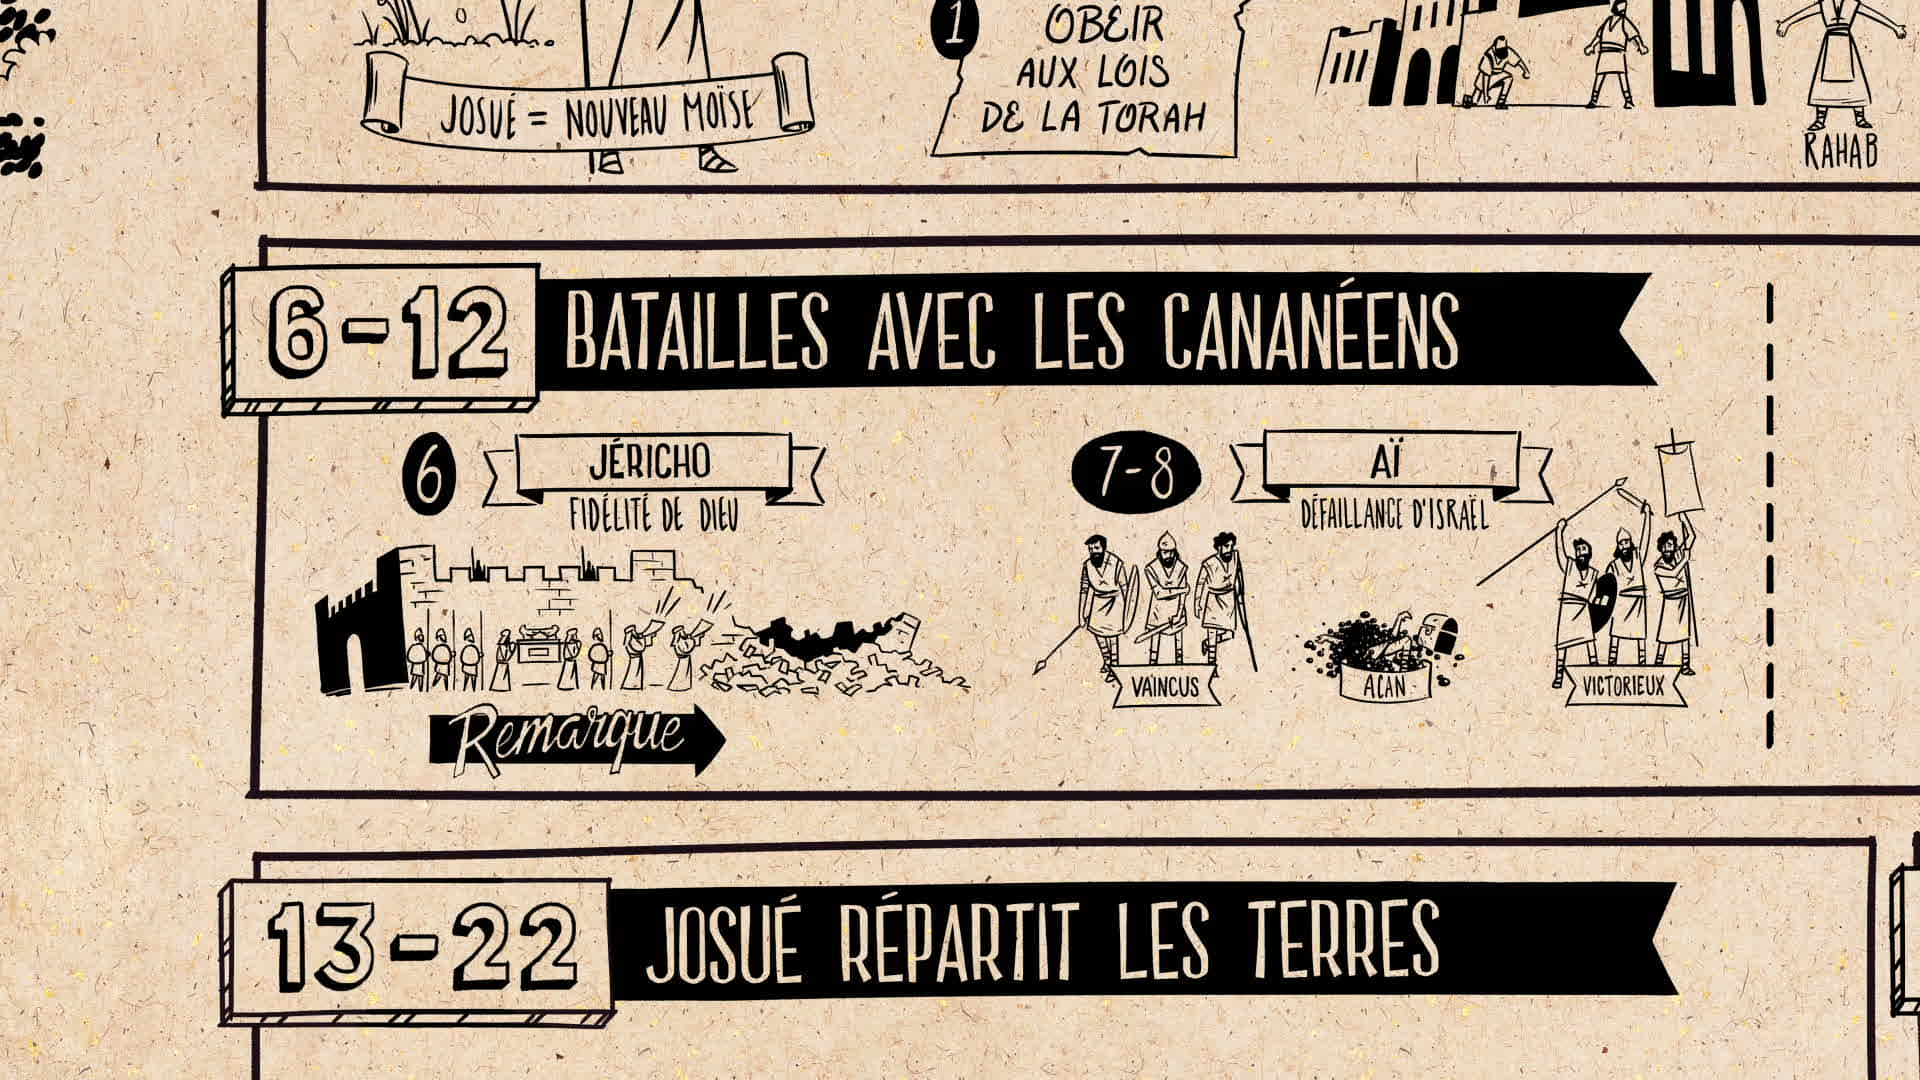 JOSUÉ = NOUVEAU MOÏSE
1
OBÉIR
AUX LOIS
DE LA TORAH
RAHAB
6-12
BATAILLES AVEC LES CANANÉENS
6
JÉRICHO
FIDÉLITÉ DE DIEU
Remarque
7-8
AÏ
DÉFAILLANCE D'ISRAËL
VAINCUS
ACAN
VICTORIEUX
13-22
JOSUÉ RÉPARTIT LES TERRES